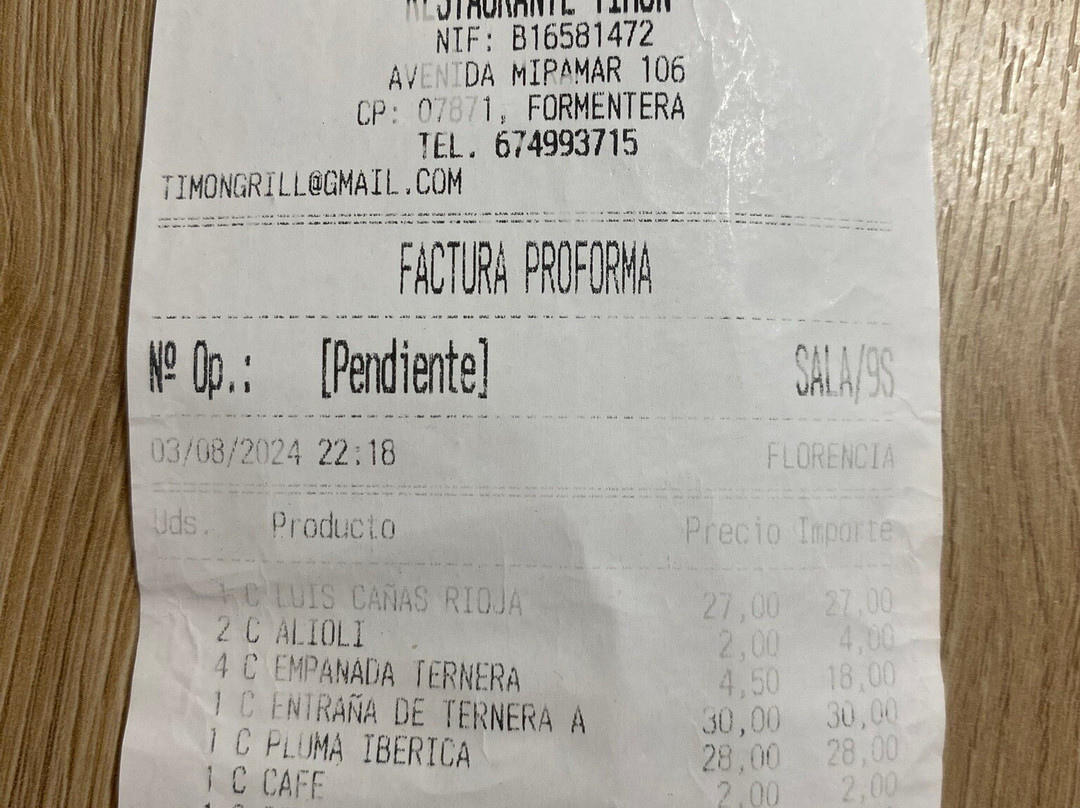 RESTAURANTE TIMON
NIF: B16581472
AVENIDA MIRAMAR 106
CP: 07871, FORMENTERA
TEL. 674993715
TIMONGRILL@GMAIL.COM
FACTURA PROFORMA
Nº Op.: [Pendiente] SALA/9S
03/08/2024 22:18 FLORENCIA
Uds. Producto Precio Importe
1 C LUIS CAÑAS RIOJA 27,00 27,00
2 C ALIOLI 2,00 4,00
4 C EMPANADA TERNERA 4,50 18,00
1 C ENTRAÑA DE TERNERA A 30,00 30,00
1 C PLUMA IBERICA 28,00 28,00
1 C CAFE 2,00 2,00